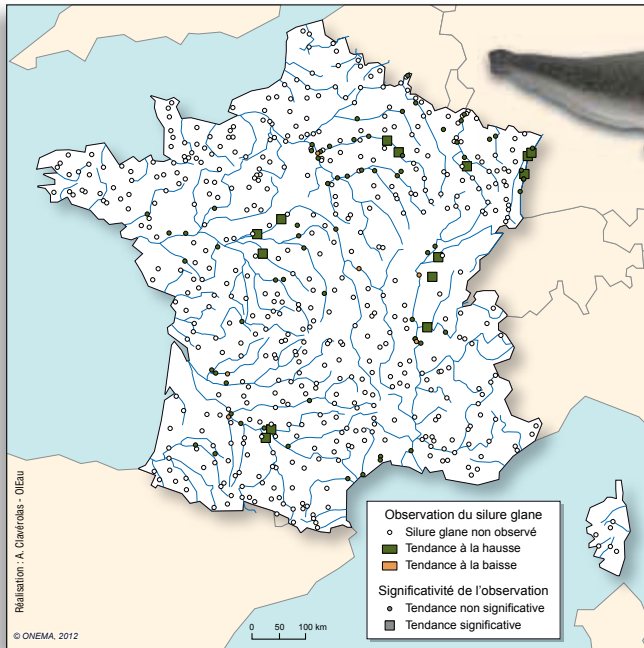 Observation du silure glane
Silure glane non observé
Tendance à la hausse
Tendance à la baisse
Significativité de l'observation
Tendance non significative
Tendance significative
0 50 100 km
Réalisation : A. Clavérolas - OIEau
© ONEMA, 2012